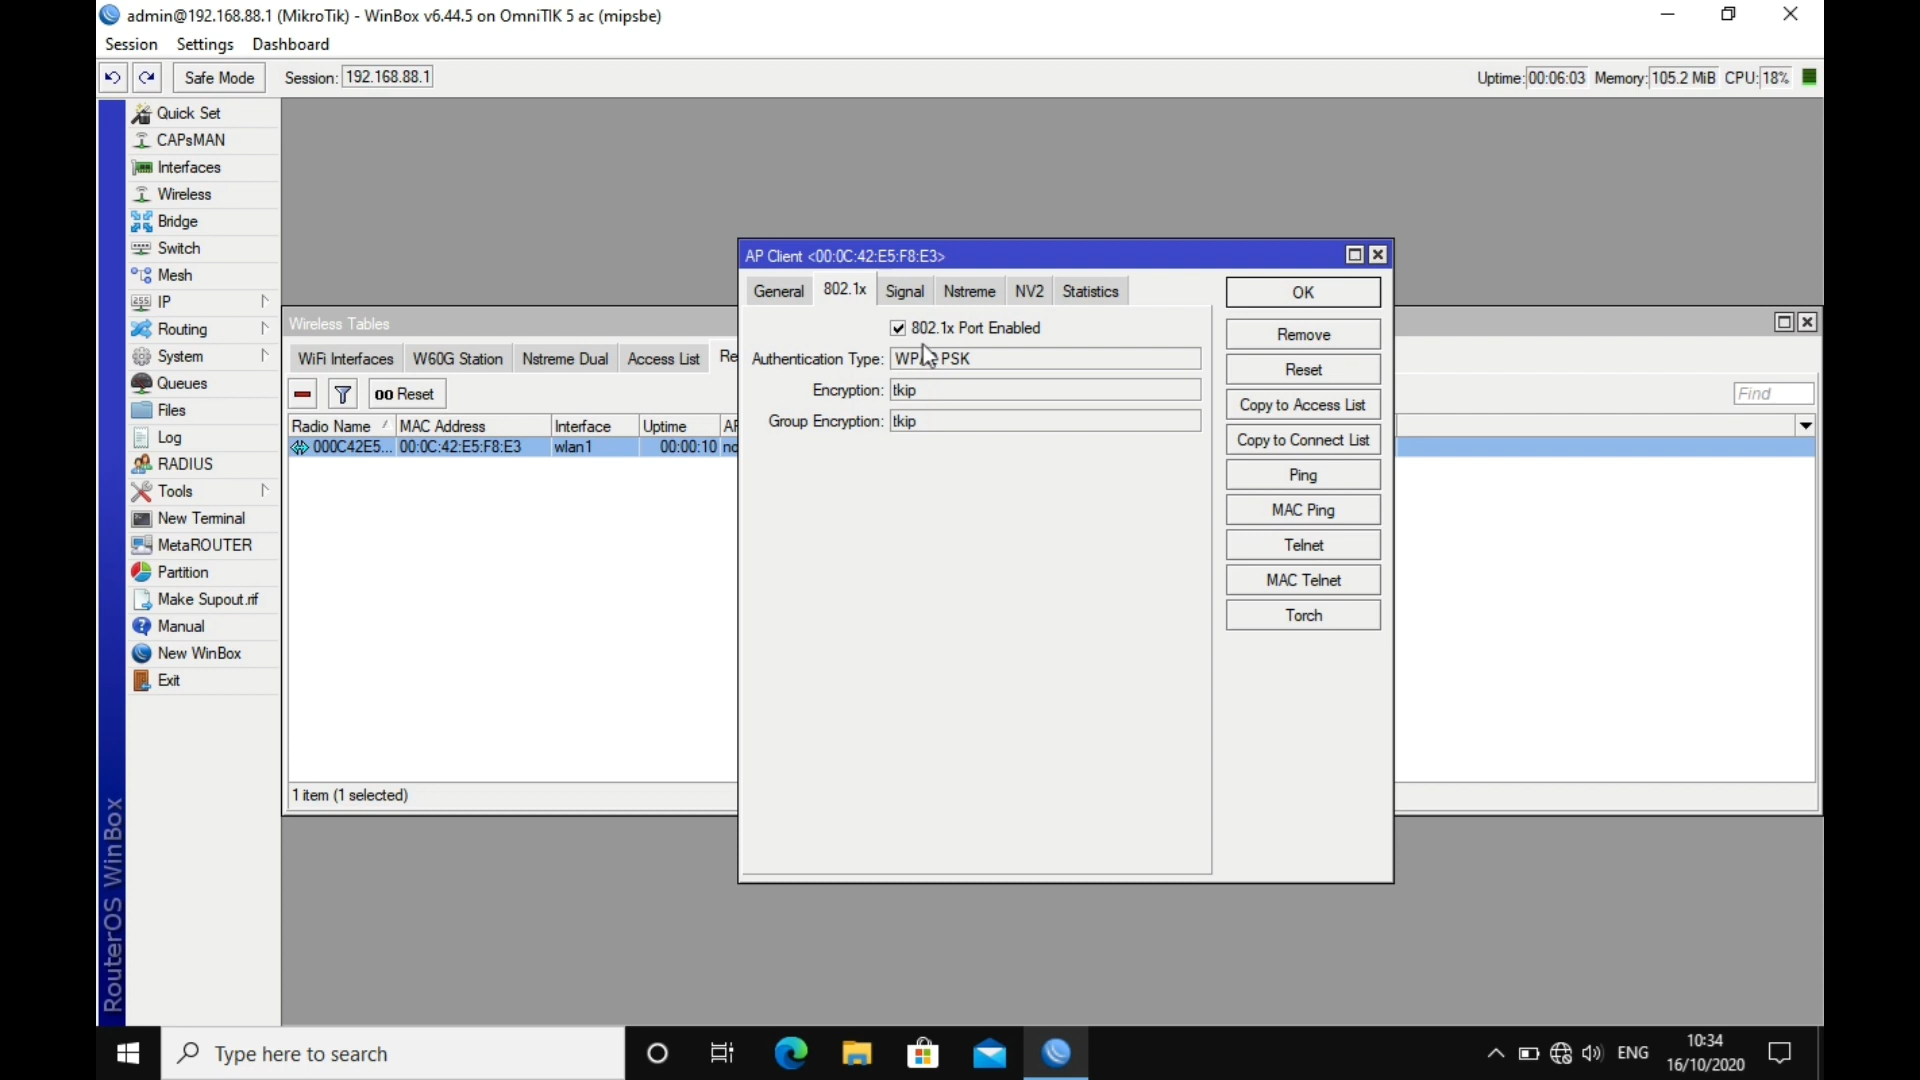 admin@192.168.88.1 (MikroTik) - WinBox v6.44.5 on OmniTIK 5 ac (mipsbe)
Session Settings Dashboard
Safe Mode Session: 192.168.88.1 Uptime: 00:06:03 Memory: 105.2 MiB CPU: 18%
Quick Set
CAPsMAN
Interfaces
Wireless
Bridge
Switch
Mesh
IP
Routing
System
Queues
Files
Log
RADIUS
Tools
New Terminal
MetaROUTER
Partition
Make Supout.rif
Manual
New WinBox
Exit
RouterOS WinBox
Wireless Tables
WiFi Interfaces W60G Station Nstreme Dual Access List Re
00 Reset Find
Radio Name MAC Address Interface Uptime AP
000C42E5... 00:0C:42:E5:F8:E3 wlan1 00:00:10 no
1 item (1 selected)
AP Client <00:0C:42:E5:F8:E3>
General 802.1x Signal Nstreme NV2 Statistics
802.1x Port Enabled
Authentication Type: PSK
Encryption: tkip
Group Encryption: tkip
OK
Remove
Reset
Copy to Access List
Copy to Connect List
Ping
MAC Ping
Telnet
MAC Telnet
Torch
Type here to search
ENG
10:34
16/10/2020